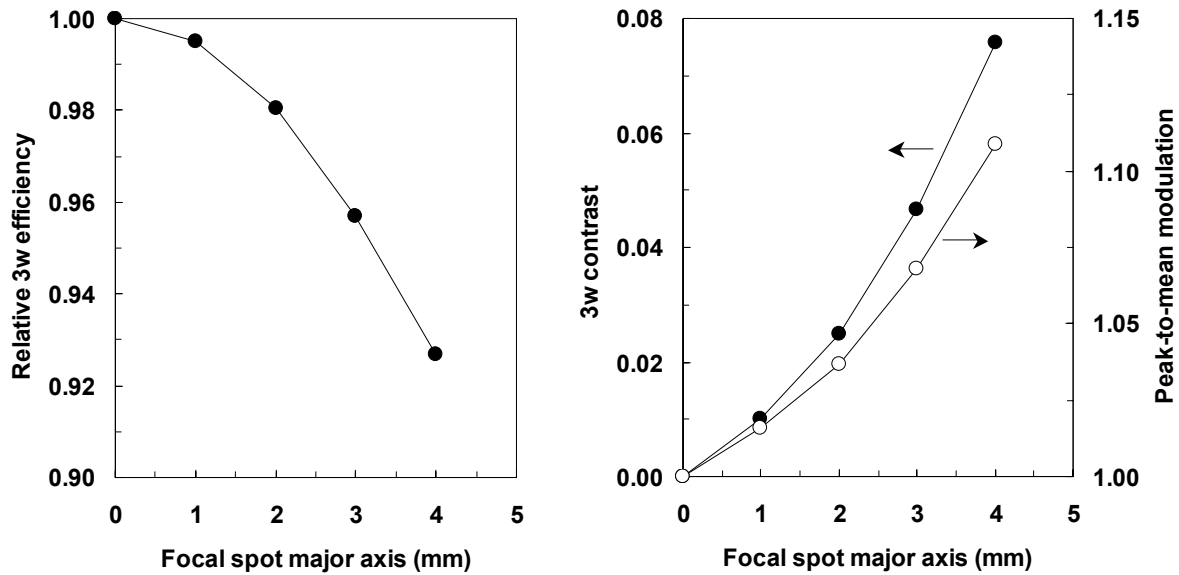 Relative 3w efficiency
1.00
0.98
0.96
0.94
0.92
0.90
0 1 2 3 4 5
Focal spot major axis (mm)
3w contrast
0.08
0.06
0.04
0.02
0.00
0 1 2 3 4 5
Focal spot major axis (mm)
1.15
1.10
1.05
1.00
Peak-to-mean modulation